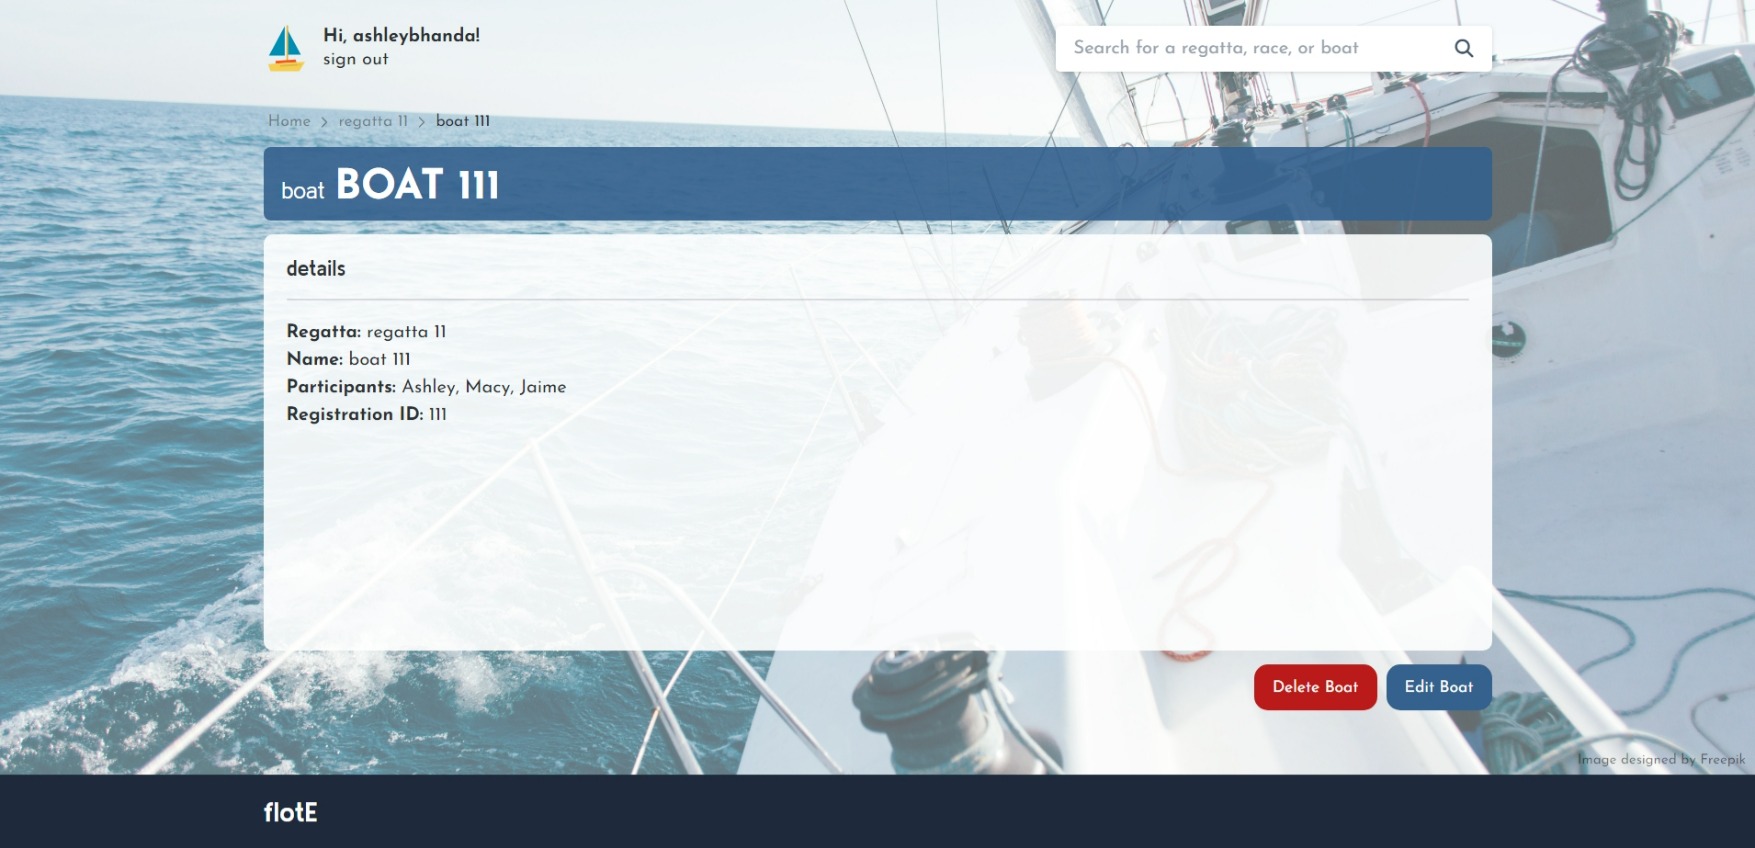 Hi, ashleybhanda!
sign out
Search for a regatta, race, or boat
Home > regatta 11 > boat 111
boat BOAT 111
details
Regatta: regatta 11
Name: boat 111
Participants: Ashley, Macy, Jaime
Registration ID: 111
Delete Boat
Edit Boat
Image designed by Freepik
flotE